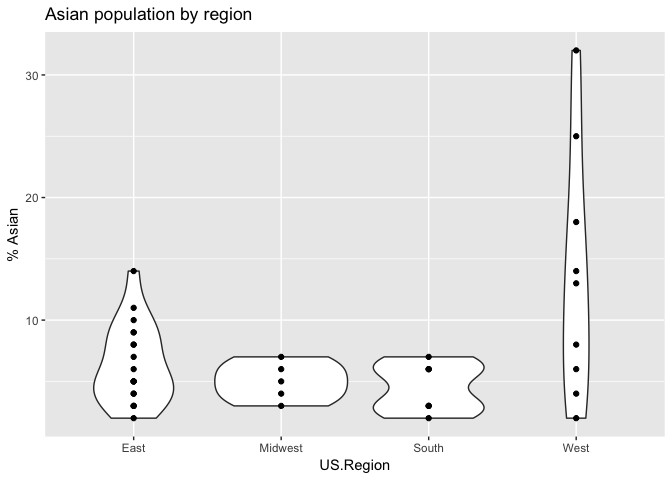 Asian population by region
30
20
10
% Asian
East Midwest South West
US.Region